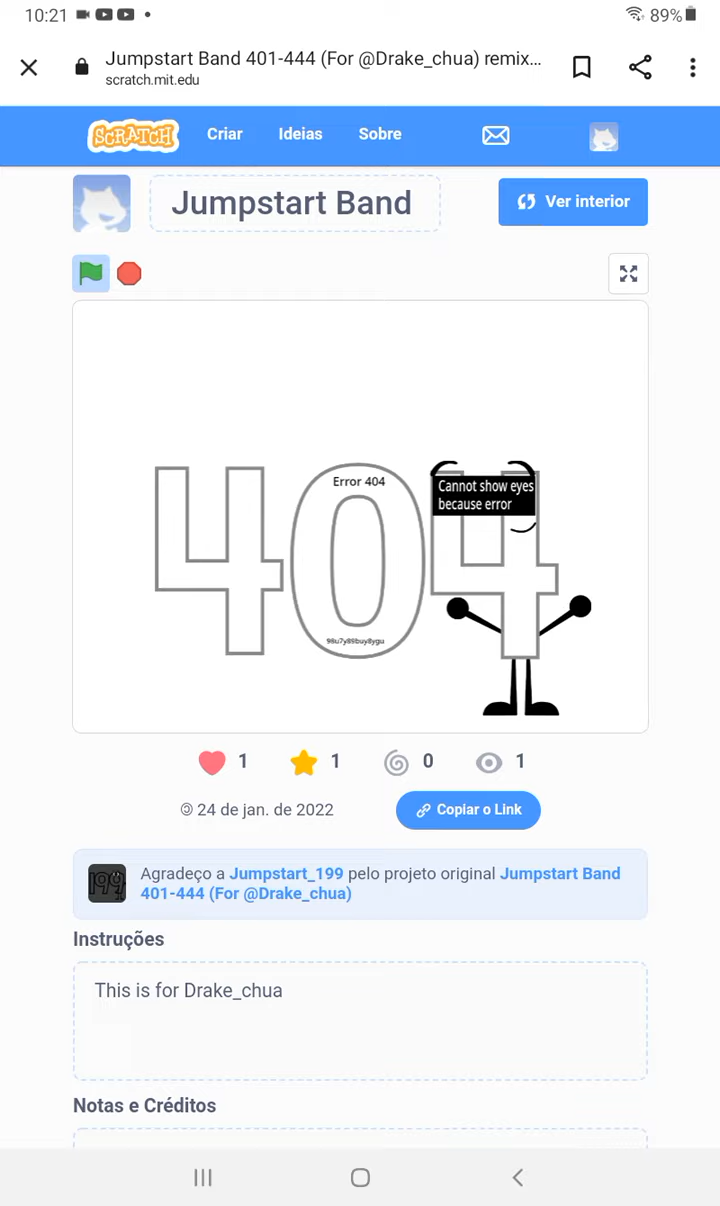 10:21
89%
Jumpstart Band 401-444 (For @Drake_chua) remix...
scratch.mit.edu
SCRATCH
Criar
Ideias
Sobre
Jumpstart Band
Ver interior
404
Error 404
Cannot show eyes
because error
98u7y89buy8ygu
1
1
0
1
24 de jan. de 2022
Copiar o Link
199
Agradeço a Jumpstart_199 pelo projeto original Jumpstart Band
401-444 (For @Drake_chua)
Instruções
This is for Drake_chua
Notas e Créditos